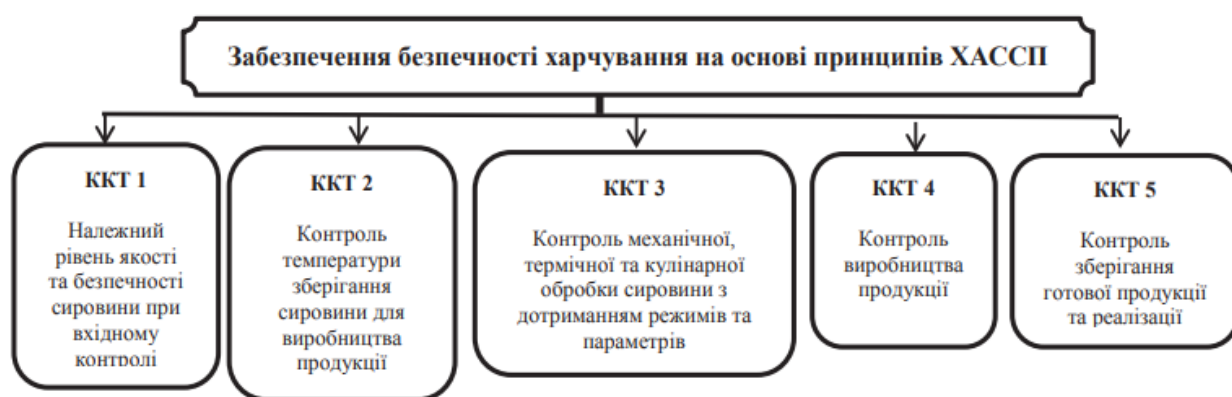 Забезпечення безпечності харчування на основі принципів ХАССП
ККТ 1
Належний
рівень якості
та безпечності
сировини при
вхідному
контролі
ККТ 2
Контроль
температури
зберігання
сировини для
виробництва
продукції
ККТ 3
Контроль механічної,
термічної та кулінарної
обробки сировини з
дотриманням режимів та
параметрів
ККТ 4
Контроль
виробництва
продукції
ККТ 5
Контроль
зберігання
готової продукції
та реалізації